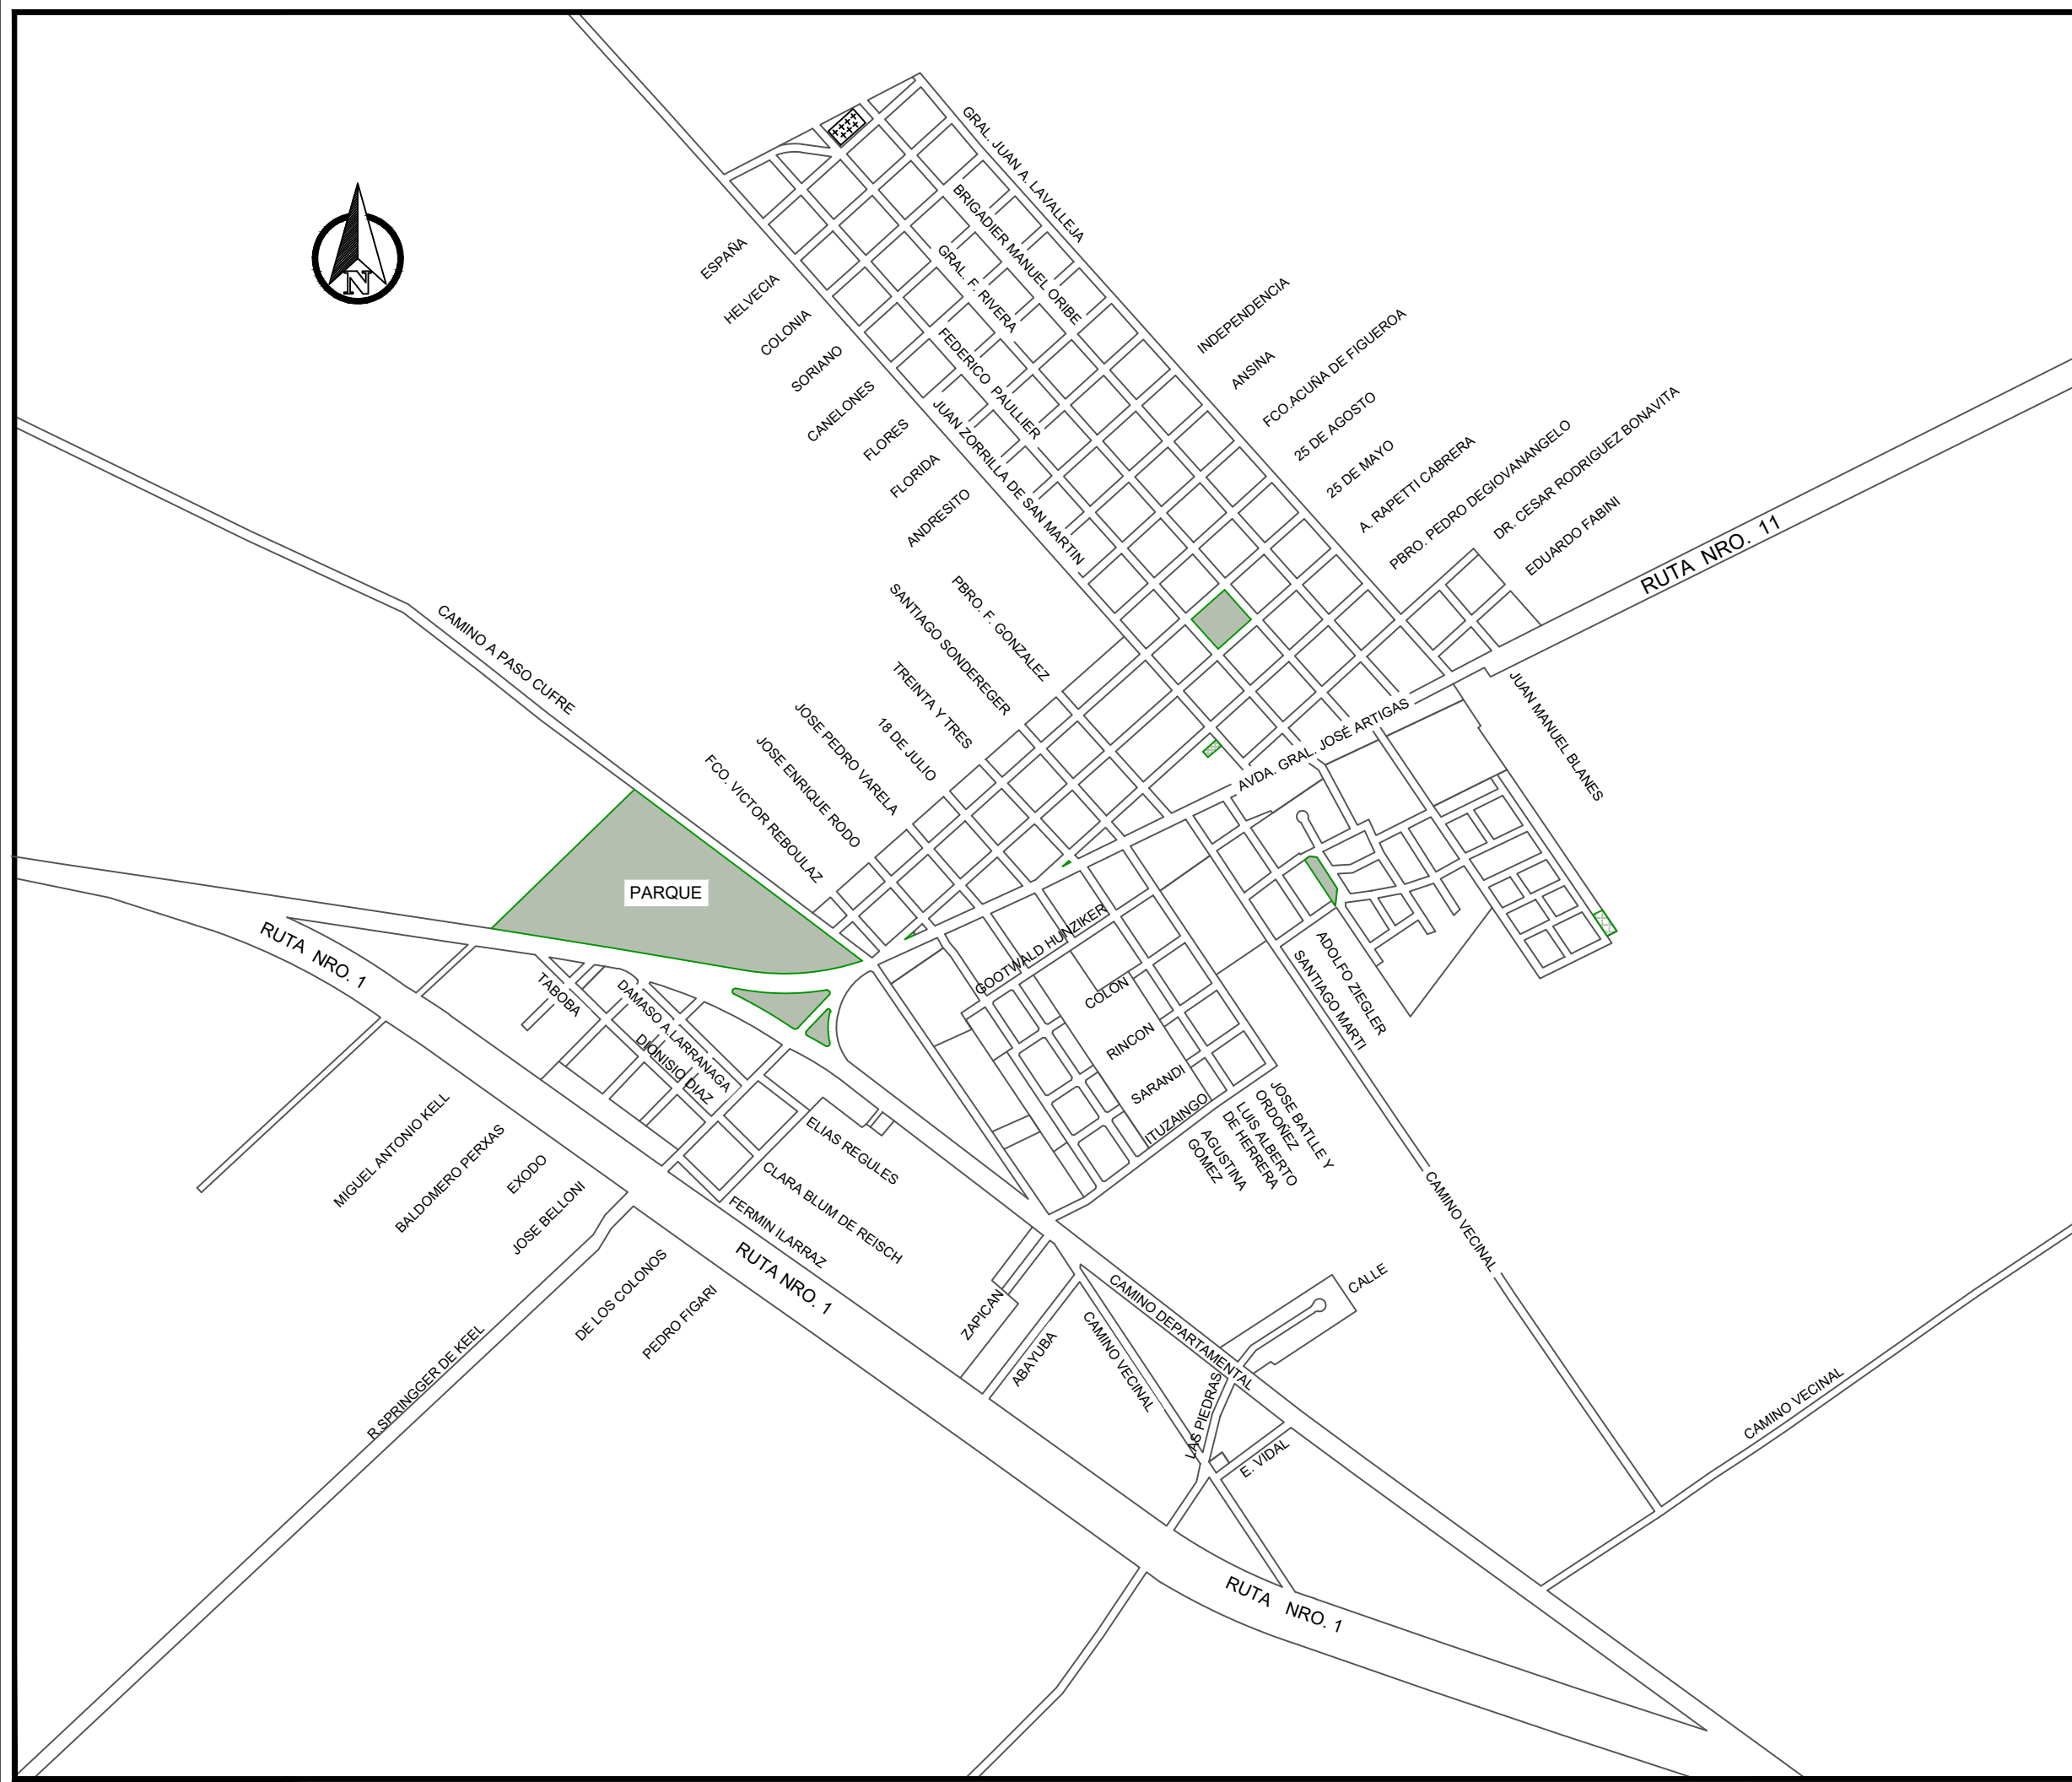 GRAL. JUAN A. LAVALLEJA
BRIGADIER MANUEL ORIBE
GRAL. F. RIVERA
FEDERICO PAULLIER
JUAN ZORRILLA DE SAN MARTIN
N
ESPAÑA
HELVECIA
COLONIA
SORIANO
CANELONES
FLORES
FLORIDA
ANDRESITO
INDEPENDENCIA
ANSINA
FCO.ACUÑA DE FIGUEROA
25 DE AGOSTO
25 DE MAYO
A. RAPETTI CABRERA
PBRO. PEDRO DEGIOVANANGELO
DR. CESAR RODRIGUEZ BONAVITA
EDUARDO FABINI
RUTA NRO. 11
PBRO. F. GONZALEZ
SANTIAGO SONDEREGER
TREINTA Y TRES
18 DE JULIO
JOSE PEDRO VARELA
JOSE ENRIQUE RODO
FCO. VICTOR REBOULAZ
CAMINO A PASO CUFRE
AVDA. GRAL. JOSÉ ARTIGAS
JUAN MANUEL BLANES
PARQUE
RUTA NRO. 1
TABOBA
DAMASO A.LARRANAGA
DIONISIO DIAZ
GOOTWALD HUNZIKER
COLON
RINCON
SARANDI
ITUZAINGO
ADOLFO ZIEGLER
SANTIAGO MARTI
JOSE BATLLE Y
ORDOÑEZ
LUIS ALBERTO
DE HERRERA
AGUSTINA
GOMEZ
MIGUEL ANTONIO KELL
BALDOMERO PERXAS
EXODO
JOSE BELLONI
DE LOS COLONOS
PEDRO FIGARI
ELIAS REGULES
CLARA BLUM DE REISCH
FERMIN ILARRAZ
RUTA NRO. 1
R.SPRINGGER DE KEEL
ZAPICAN
ABAYUBA
CAMINO VECINAL
CAMINO DEPARTAMENTAL
CALLE
LAS PIEDRAS
E. VIDAL
CAMINO VECINAL
CAMINO VECINAL
RUTA NRO. 1